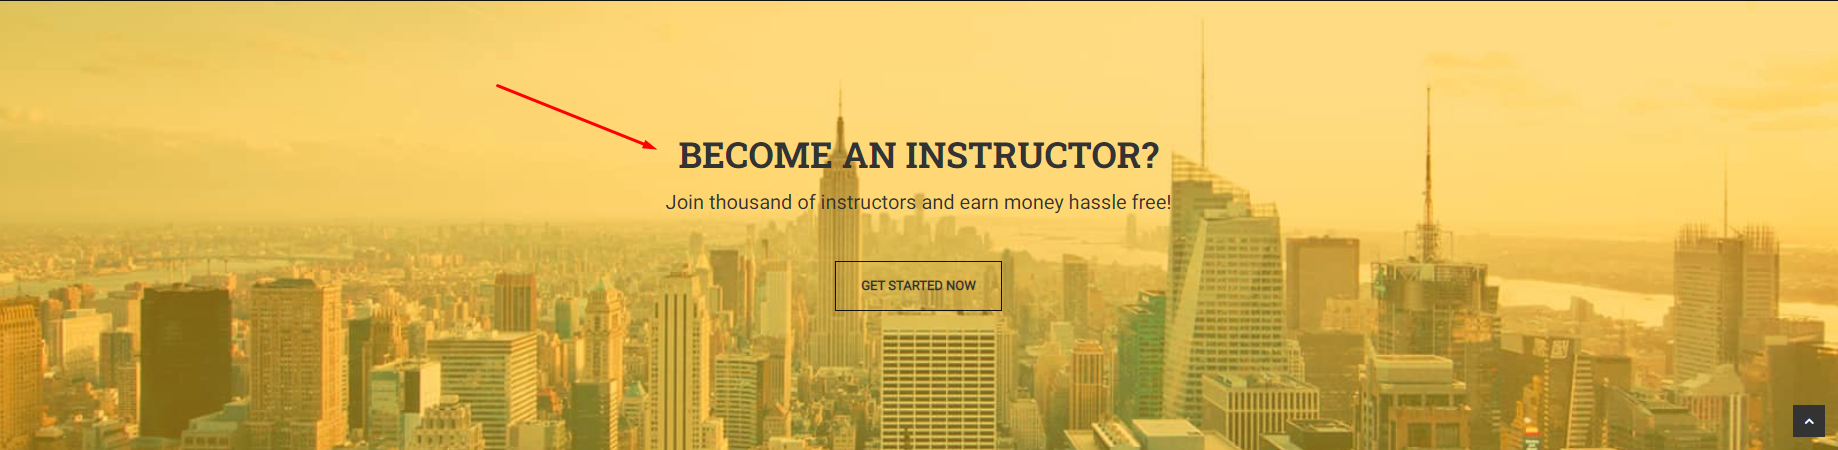 BECOME AN INSTRUCTOR?
Join thousand of instructors and earn money hassle free!
GET STARTED NOW